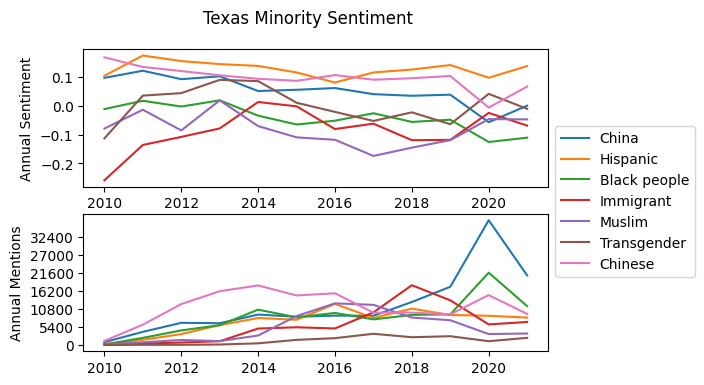 Texas Minority Sentiment
Annual Sentiment
0.1
0.0
−0.1
−0.2
2010 2012 2014 2016 2018 2020
Annual Mentions
32400
27000
21600
16200
10800
5400
0
2010 2012 2014 2016 2018 2020
China
Hispanic
Black people
Immigrant
Muslim
Transgender
Chinese